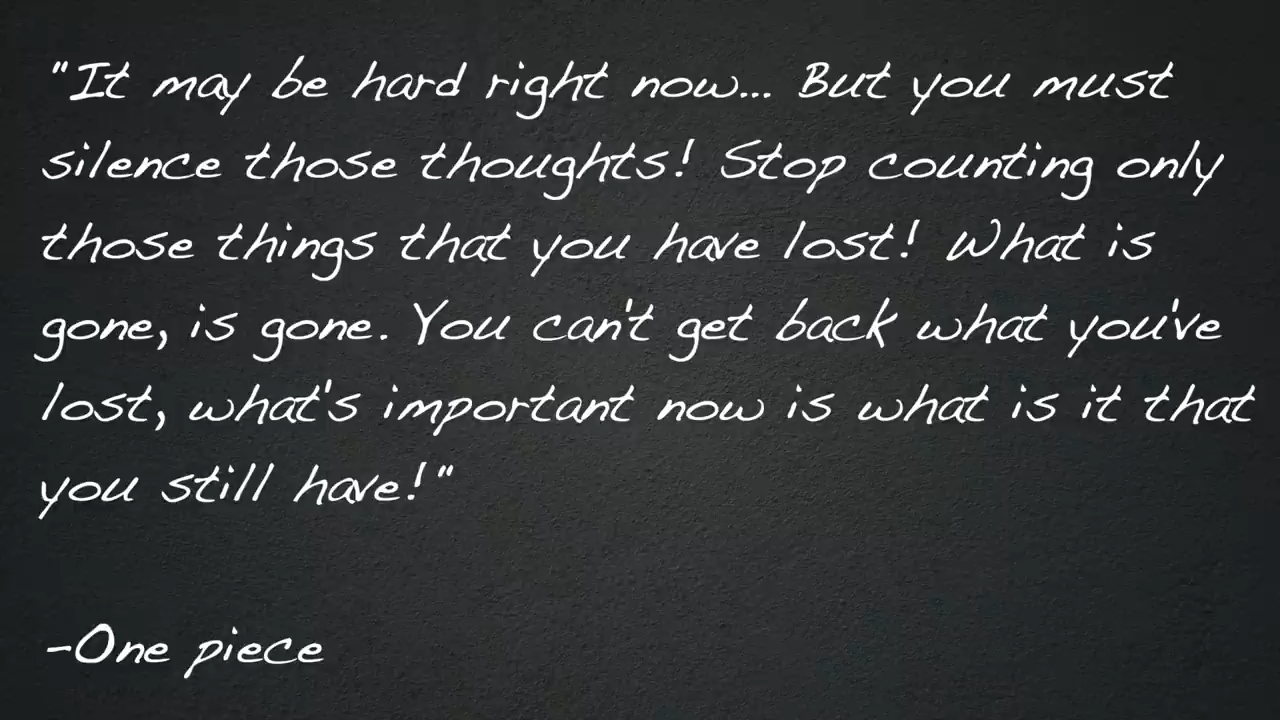 "It may be hard right now... But you must
silence those thoughts! Stop counting only
those things that you have lost! What is
gone, is gone. You can't get back what you've
lost, what's important now is what is it that
you still have!"
-One piece